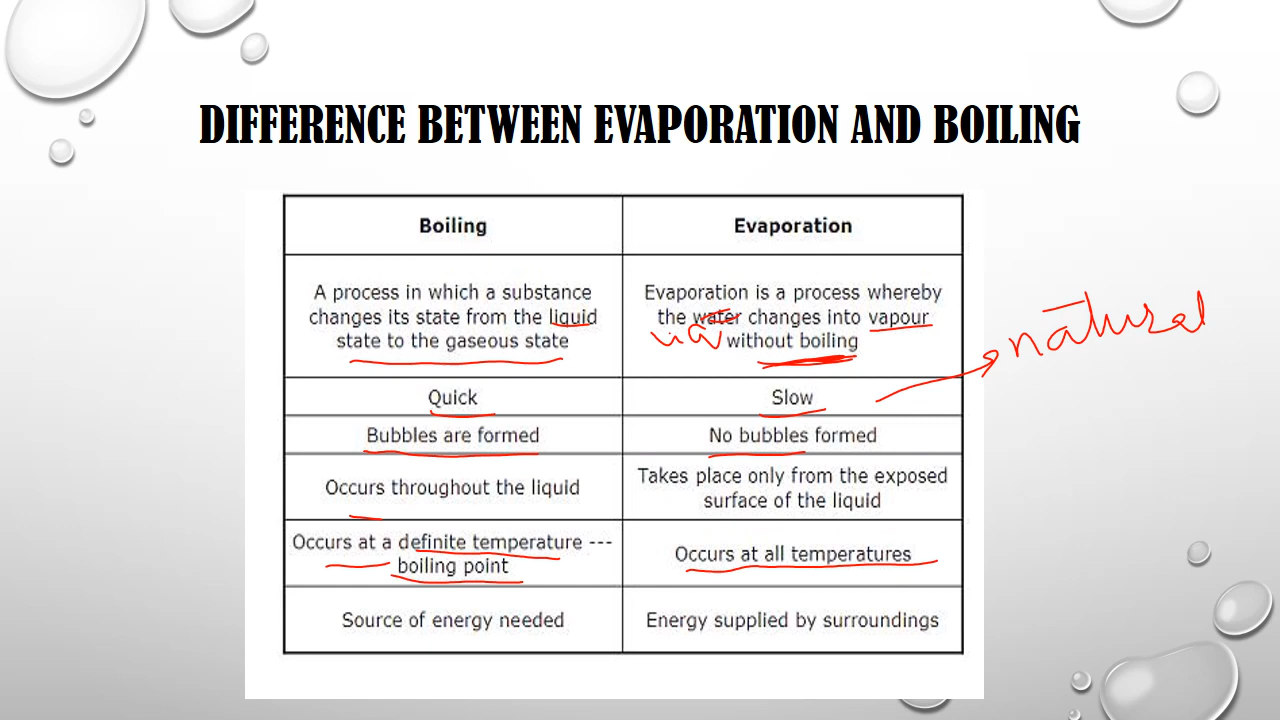 DIFFERENCE BETWEEN EVAPORATION AND BOILING
Boiling
Evaporation
A process in which a substance
changes its state from the liquid
state to the gaseous state
Evaporation is a process whereby
the water changes into vapour
liq
without boiling
natural
Quick
Slow
Bubbles are formed
No bubbles formed
Occurs throughout the liquid
Takes place only from the exposed
surface of the liquid
Occurs at a definite temperature ---
boiling point
Occurs at all temperatures
Source of energy needed
Energy supplied by surroundings